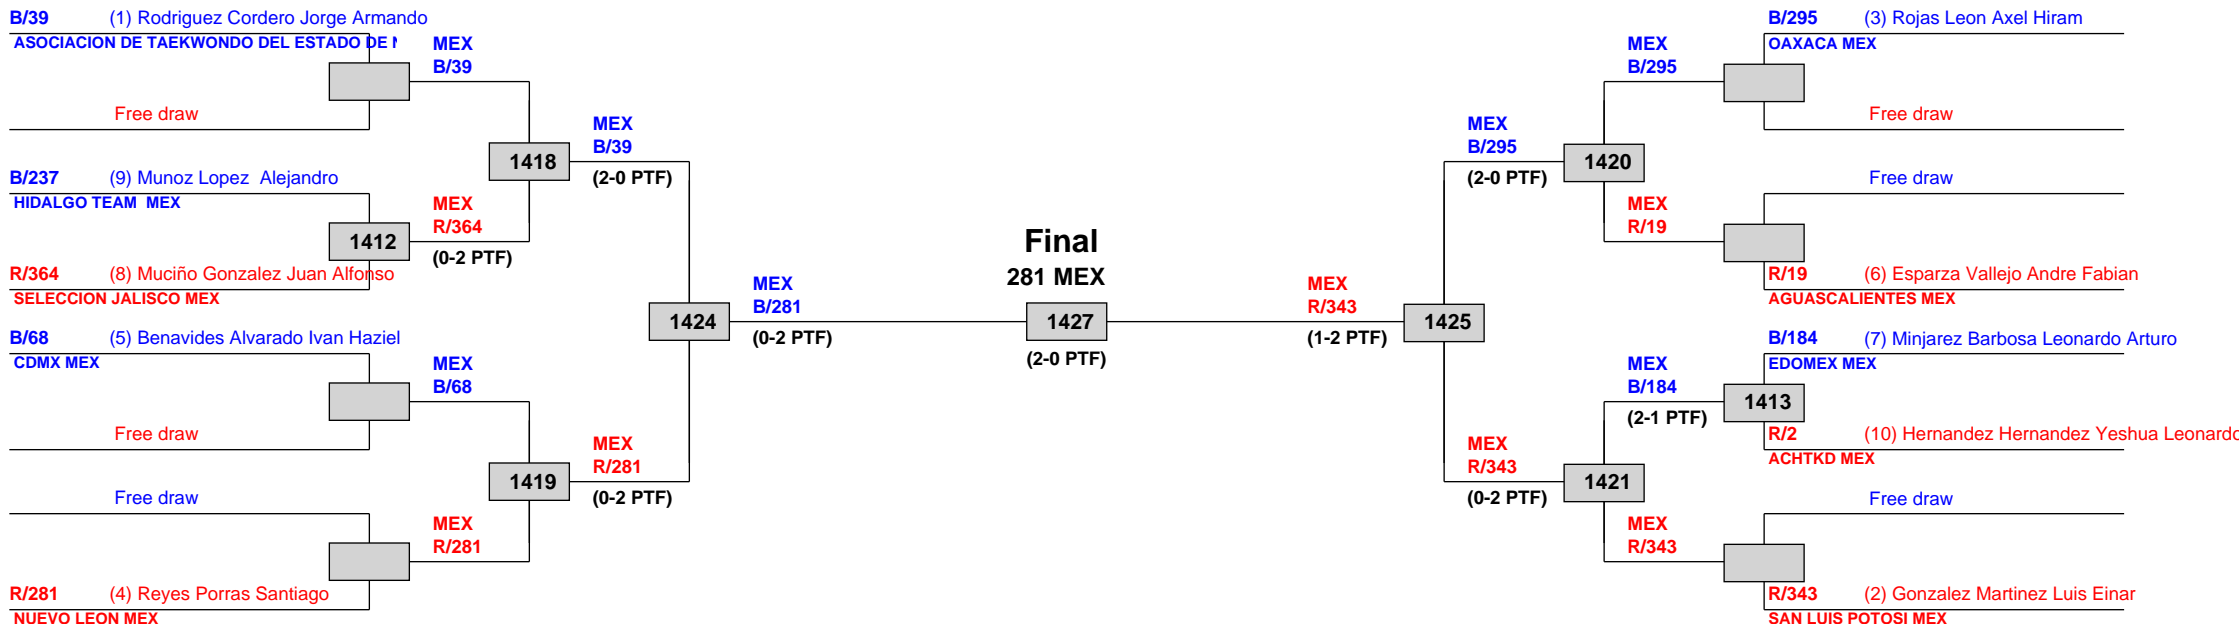 B/39 (1) Rodriguez Cordero Jorge Armando
ASOCIACION DE TAEKWONDO DEL ESTADO DE
Free draw
B/237 (9) Munoz Lopez Alejandro
HIDALGO TEAM MEX
R/364 (8) Muciño Gonzalez Juan Alfonso
SELECCION JALISCO MEX
B/68 (5) Benavides Alvarado Ivan Haziel
CDMX MEX
Free draw
Free draw
R/281 (4) Reyes Porras Santiago
NUEVO LEON MEX
MEX
B/39
1412
MEX
R/364
(0-2 PTF)
MEX
B/68
MEX
R/281
1418
MEX
B/39
(2-0 PTF)
1419
MEX
R/281
(0-2 PTF)
1424
MEX
B/281
(0-2 PTF)
Final
281 MEX
1427
(2-0 PTF)
MEX
R/343
(1-2 PTF)
1425
MEX
B/295
(2-0 PTF)
1420
MEX
R/343
(0-2 PTF)
1421
MEX
B/295
MEX
R/19
MEX
B/184
(2-1 PTF)
1413
MEX
R/343
B/295 (3) Rojas Leon Axel Hiram
OAXACA MEX
Free draw
Free draw
R/19 (6) Esparza Vallejo Andre Fabian
AGUASCALIENTES MEX
B/184 (7) Minjarez Barbosa Leonardo Arturo
EDOMEX MEX
R/2 (10) Hernandez Hernandez Yeshua Leonardo
ACHTKD MEX
Free draw
R/343 (2) Gonzalez Martinez Luis Einar
SAN LUIS POTOSI MEX